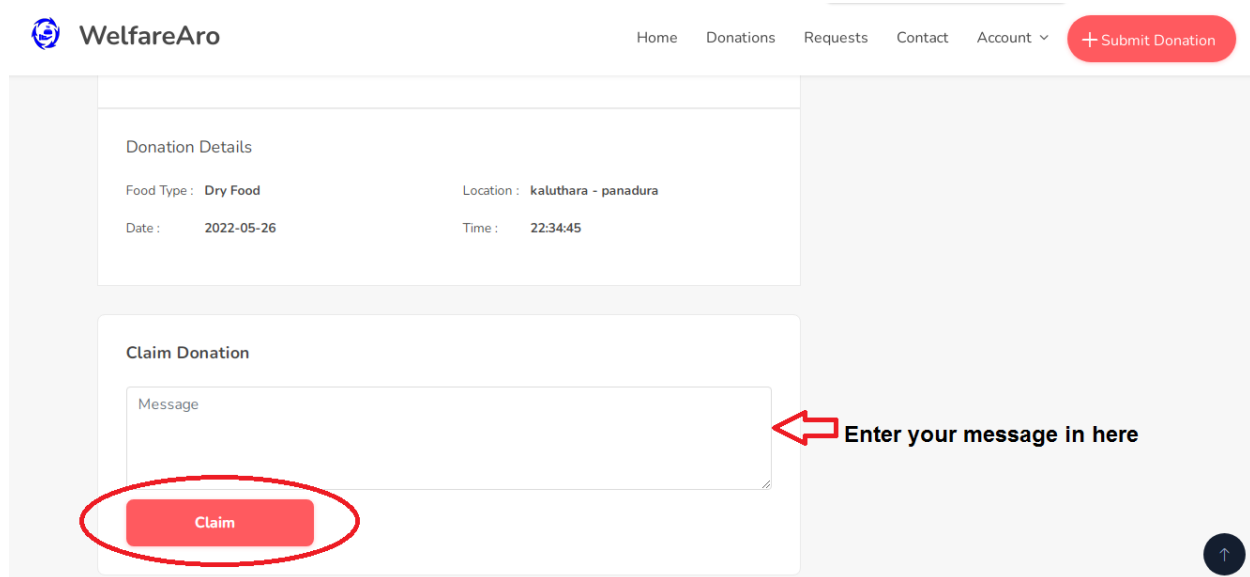 WelfareAro
Home Donations Requests Contact Account + Submit Donation
Donation Details
Food Type : Dry Food Location : kaluthara - panadura
Date : 2022-05-26 Time : 22:34:45
Claim Donation
Message
Enter your message in here
Claim